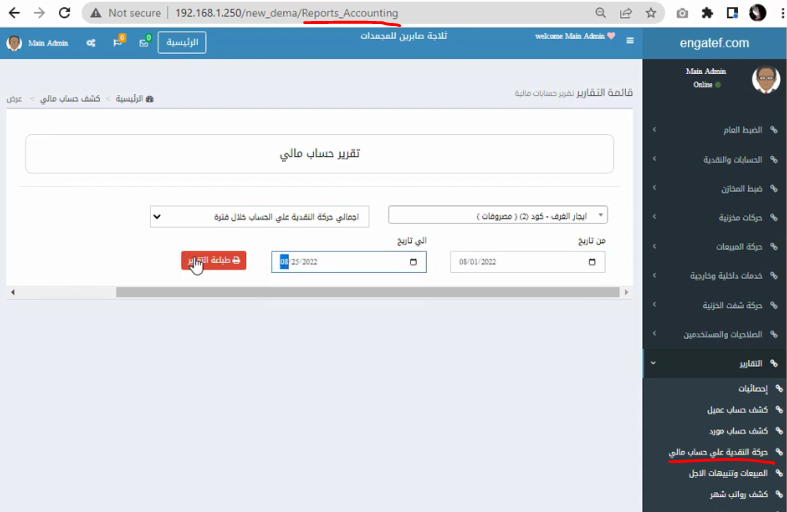 Not secure | 192.168.1.250/new_dema/Reports_Accounting
engatef.com
welcome Main Admin
ثلاجة صابرين للمجمدات
الرئيسية
0
0
Main Admin
Main Admin
Online
قائمة التقارير تقرير حسابات مالية
الرئيسية > كشف حساب مالي > عرض
تقرير حساب مالي
ايجار الغرف - كود (2) ( مصروفات )
اجمالي حركة النقدية علي الحساب خلال فترة
من تاريخ
الي تاريخ
08/01/2022
08/25/2022
طباعة التقارير
الضبط العام
الحسابات والنقدية
ضبط المخازن
حركات مخزنية
حركة المبيعات
خدمات داخلية وخارجية
حركة شفت الخزنية
الصلاحيات والمستخدمين
التقارير
إحصائيات
كشف حساب عميل
كشف حساب مورد
حركة النقدية علي حساب مالي
المبيعات وتنبيهات الاجل
كشف رواتب شهر